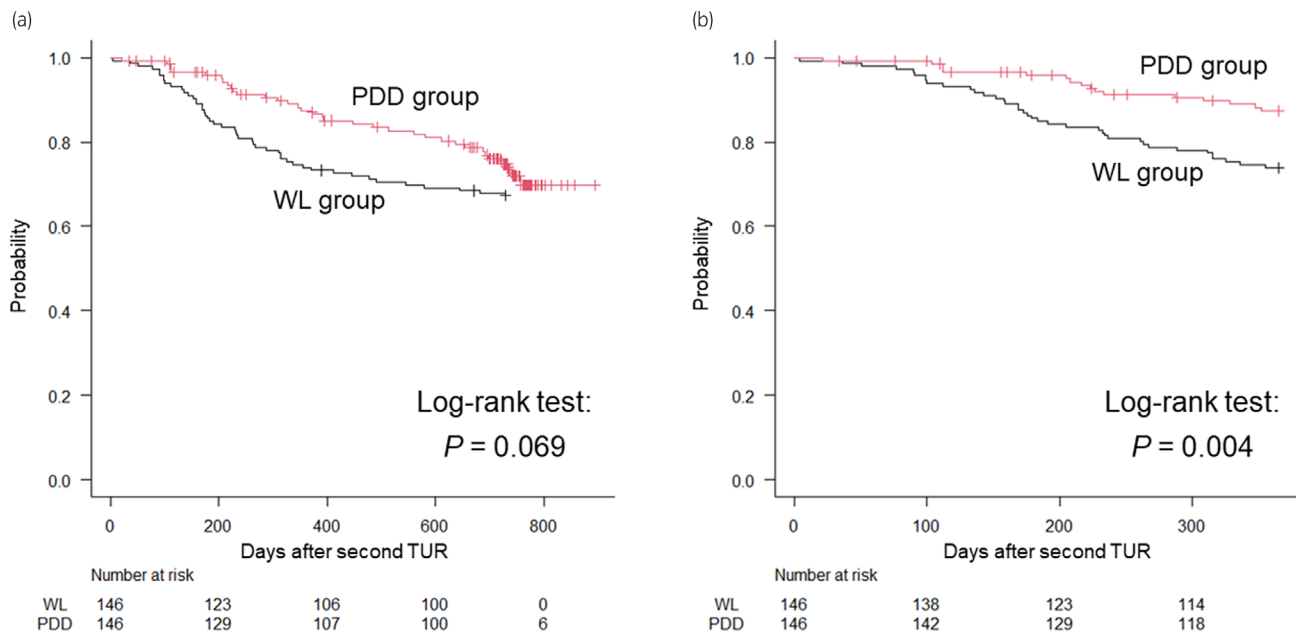 (a)
1.0
0.8
0.6
0.4
0.2
0.0
Probability
PDD group
WL group
Log-rank test:
P = 0.069
0 200 400 600 800
Days after second TUR
Number at risk
WL 146 123 106 100 0
PDD 146 129 107 100 6
(b)
1.0
0.8
0.6
0.4
0.2
0.0
Probability
PDD group
WL group
Log-rank test:
P = 0.004
0 100 200 300
Days after second TUR
Number at risk
WL 146 138 123 114
PDD 146 142 129 118